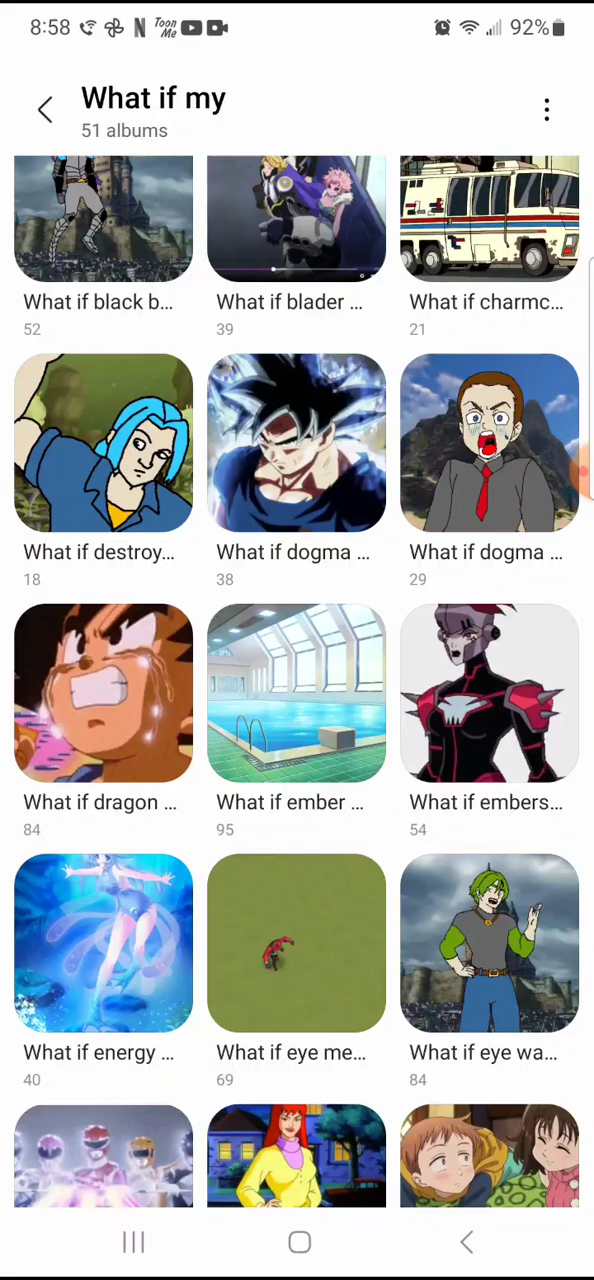 8:58 N Toon Me 92%
What if my
51 albums
What if black b... What if blader ... What if charmc...
52 39 21
What if destroy... What if dogma ... What if dogma ...
18 38 29
What if dragon ... What if ember ... What if embers...
84 95 54
What if energy ... What if eye me... What if eye wa...
40 69 84